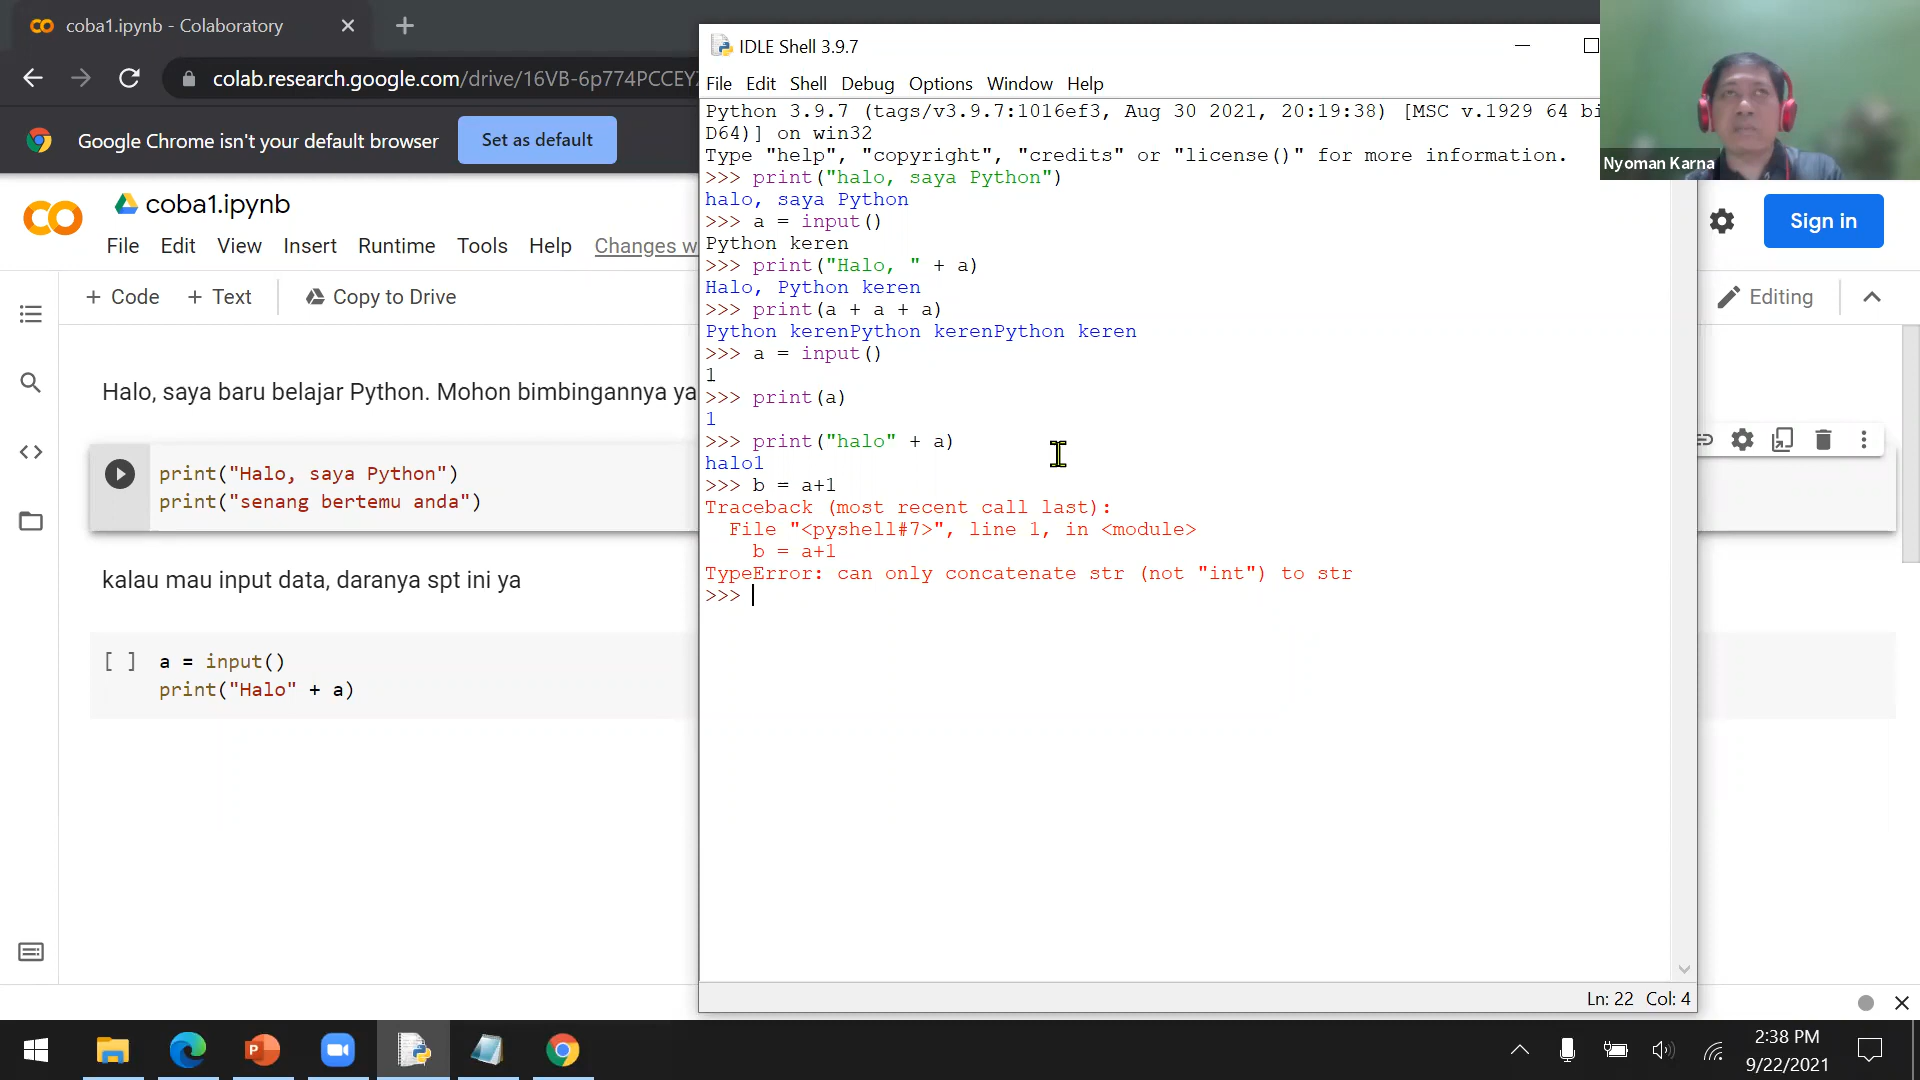 coba1.ipynb - Colaboratory
colab.research.google.com/drive/16VB-6p774PCCEY
Google Chrome isn't your default browser
Set as default
coba1.ipynb
File Edit View Insert Runtime Tools Help Changes w
+ Code + Text Copy to Drive
Halo, saya baru belajar Python. Mohon bimbingannya ya
print("Halo, saya Python")
print("senang bertemu anda")
kalau mau input data, daranya spt ini ya
[ ] a = input()
print("Halo" + a)
IDLE Shell 3.9.7
File Edit Shell Debug Options Window Help
Python 3.9.7 (tags/v3.9.7:1016ef3, Aug 30 2021, 20:19:38) [MSC v.1929 64 bi
D64)] on win32
Type "help", "copyright", "credits" or "license()" for more information.
>>> print("halo, saya Python")
halo, saya Python
>>> a = input()
Python keren
>>> print("Halo, " + a)
Halo, Python keren
>>> print(a + a + a)
Python kerenPython kerenPython keren
>>> a = input()
1
>>> print(a)
1
>>> print("halo" + a)
halo1
>>> b = a+1
Traceback (most recent call last):
File "<pyshell#7>", line 1, in <module>
b = a+1
TypeError: can only concatenate str (not "int") to str
>>>
Ln: 22 Col: 4
Nyoman Karna
Sign in
Editing
2:38 PM
9/22/2021